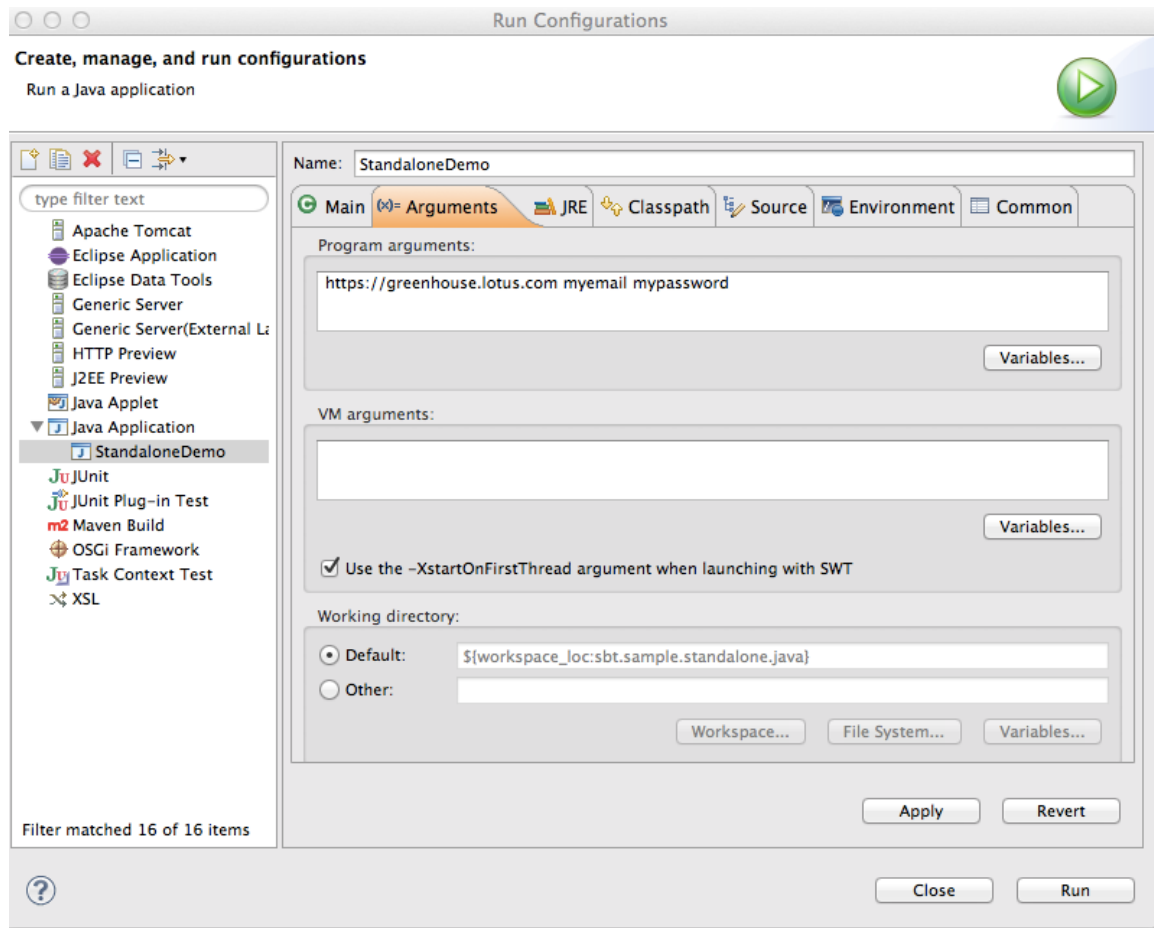 Run Configurations
Create, manage, and run configurations
Run a Java application
type filter text
Apache Tomcat
Eclipse Application
Eclipse Data Tools
Generic Server
Generic Server(External La
HTTP Preview
J2EE Preview
Java Applet
Java Application
StandaloneDemo
JUnit
JUnit Plug-in Test
Maven Build
OSGi Framework
Task Context Test
XSL
Filter matched 16 of 16 items
Name: StandaloneDemo
Main (x)= Arguments JRE Classpath Source Environment Common
Program arguments:
https://greenhouse.lotus.com myemail mypassword
Variables...
VM arguments:
Variables...
Use the -XstartOnFirstThread argument when launching with SWT
Working directory:
Default: ${workspace_loc:sbt.sample.standalone.java}
Other:
Workspace... File System... Variables...
Apply Revert
? Close Run